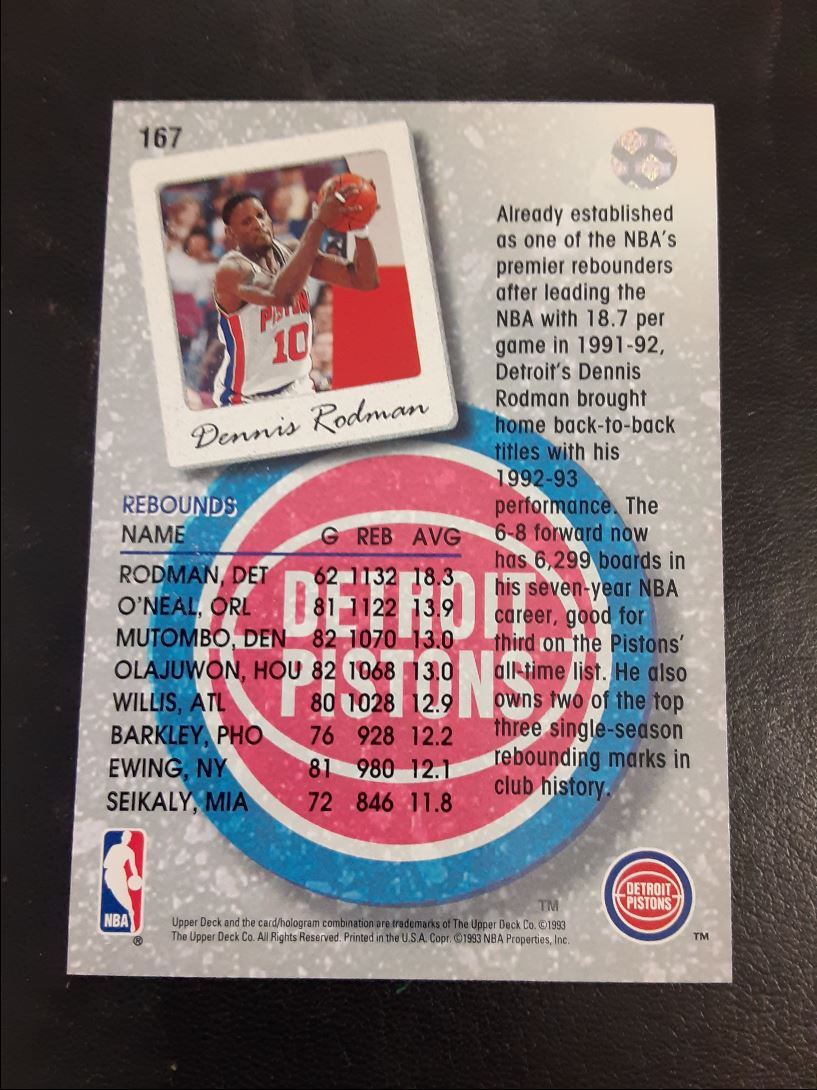 167
PISTONS
10
Dennis Rodman
Already established
as one of the NBA's
premier rebounders
after leading the
NBA with 18.7 per
game in 1991-92,
Detroit's Dennis
Rodman brought
home back-to-back
titles with his
1992-93
performance. The
6-8 forward now
has 6,299 boards in
his seven-year NBA
career, good for
third on the Pistons'
all-time list. He also
owns two of the top
three single-season
rebounding marks in
club history.
REBOUNDS
NAME G REB AVG
RODMAN, DET 62 1132 18.3
O'NEAL, ORL 81 1122 13.9
MUTOMBO, DEN 82 1070 13.0
OLAJUWON, HOU 82 1068 13.0
WILLIS, ATL 80 1028 12.9
BARKLEY, PHO 76 928 12.2
EWING, NY 81 980 12.1
SEIKALY, MIA 72 846 11.8
DETROIT
PISTONS
TM
NBA
®
Upper Deck and the card/hologram combination are trademarks of The Upper Deck Co. ©1993
The Upper Deck Co. All Rights Reserved. Printed in the U.S.A. Copr. ©1993 NBA Properties, Inc.
DETROIT
PISTONS
TM